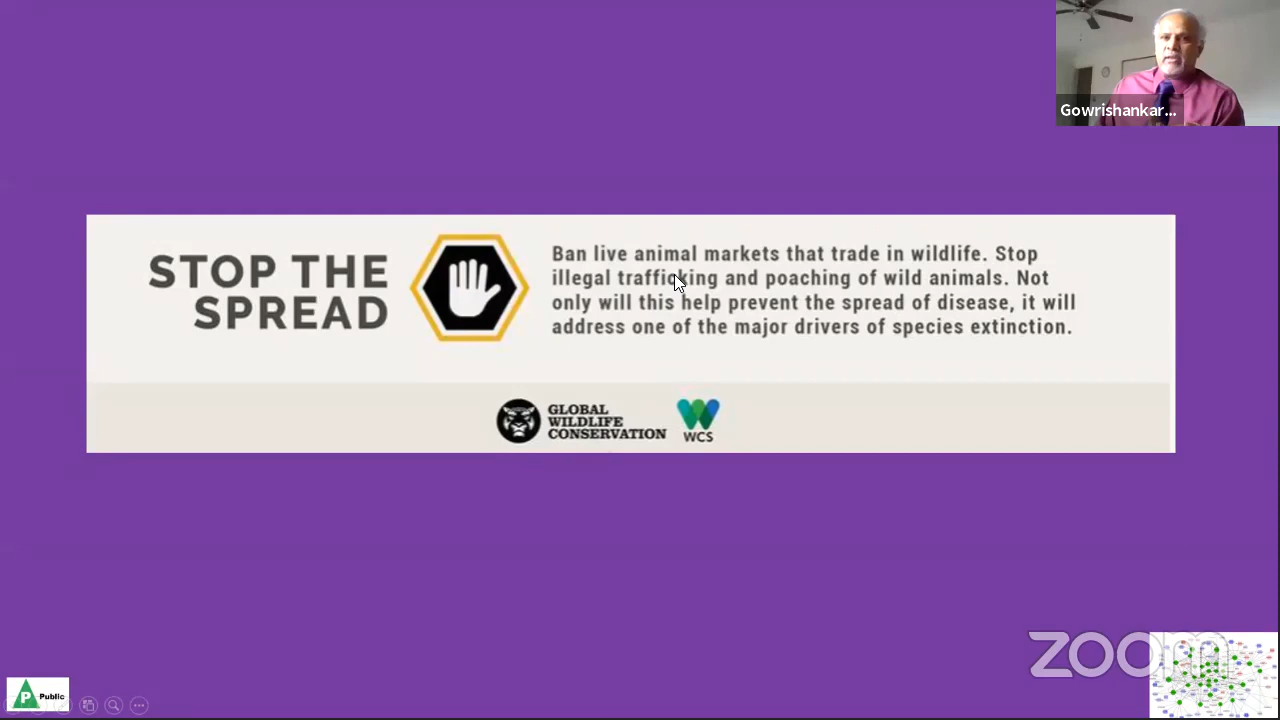 Gowrishankar...
STOP THE
SPREAD
Ban live animal markets that trade in wildlife. Stop
illegal trafficking and poaching of wild animals. Not
only will this help prevent the spread of disease, it will
address one of the major drivers of species extinction.
GLOBAL
WILDLIFE
CONSERVATION
WCS
zoom
P Public